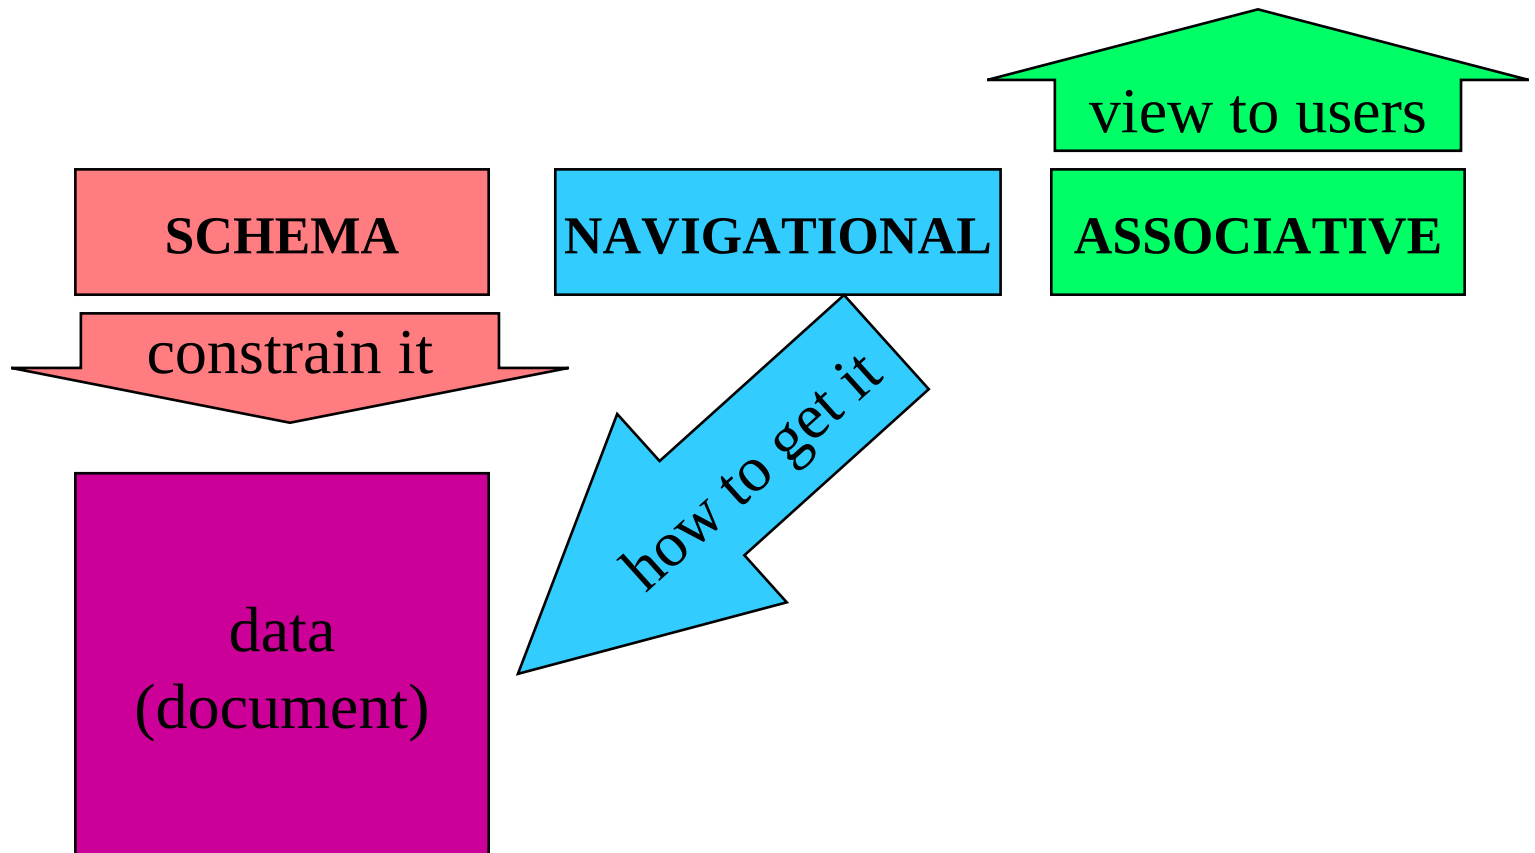 view to users
SCHEMA
NAVIGATIONAL
ASSOCIATIVE
constrain it
how to get it
data
(document)